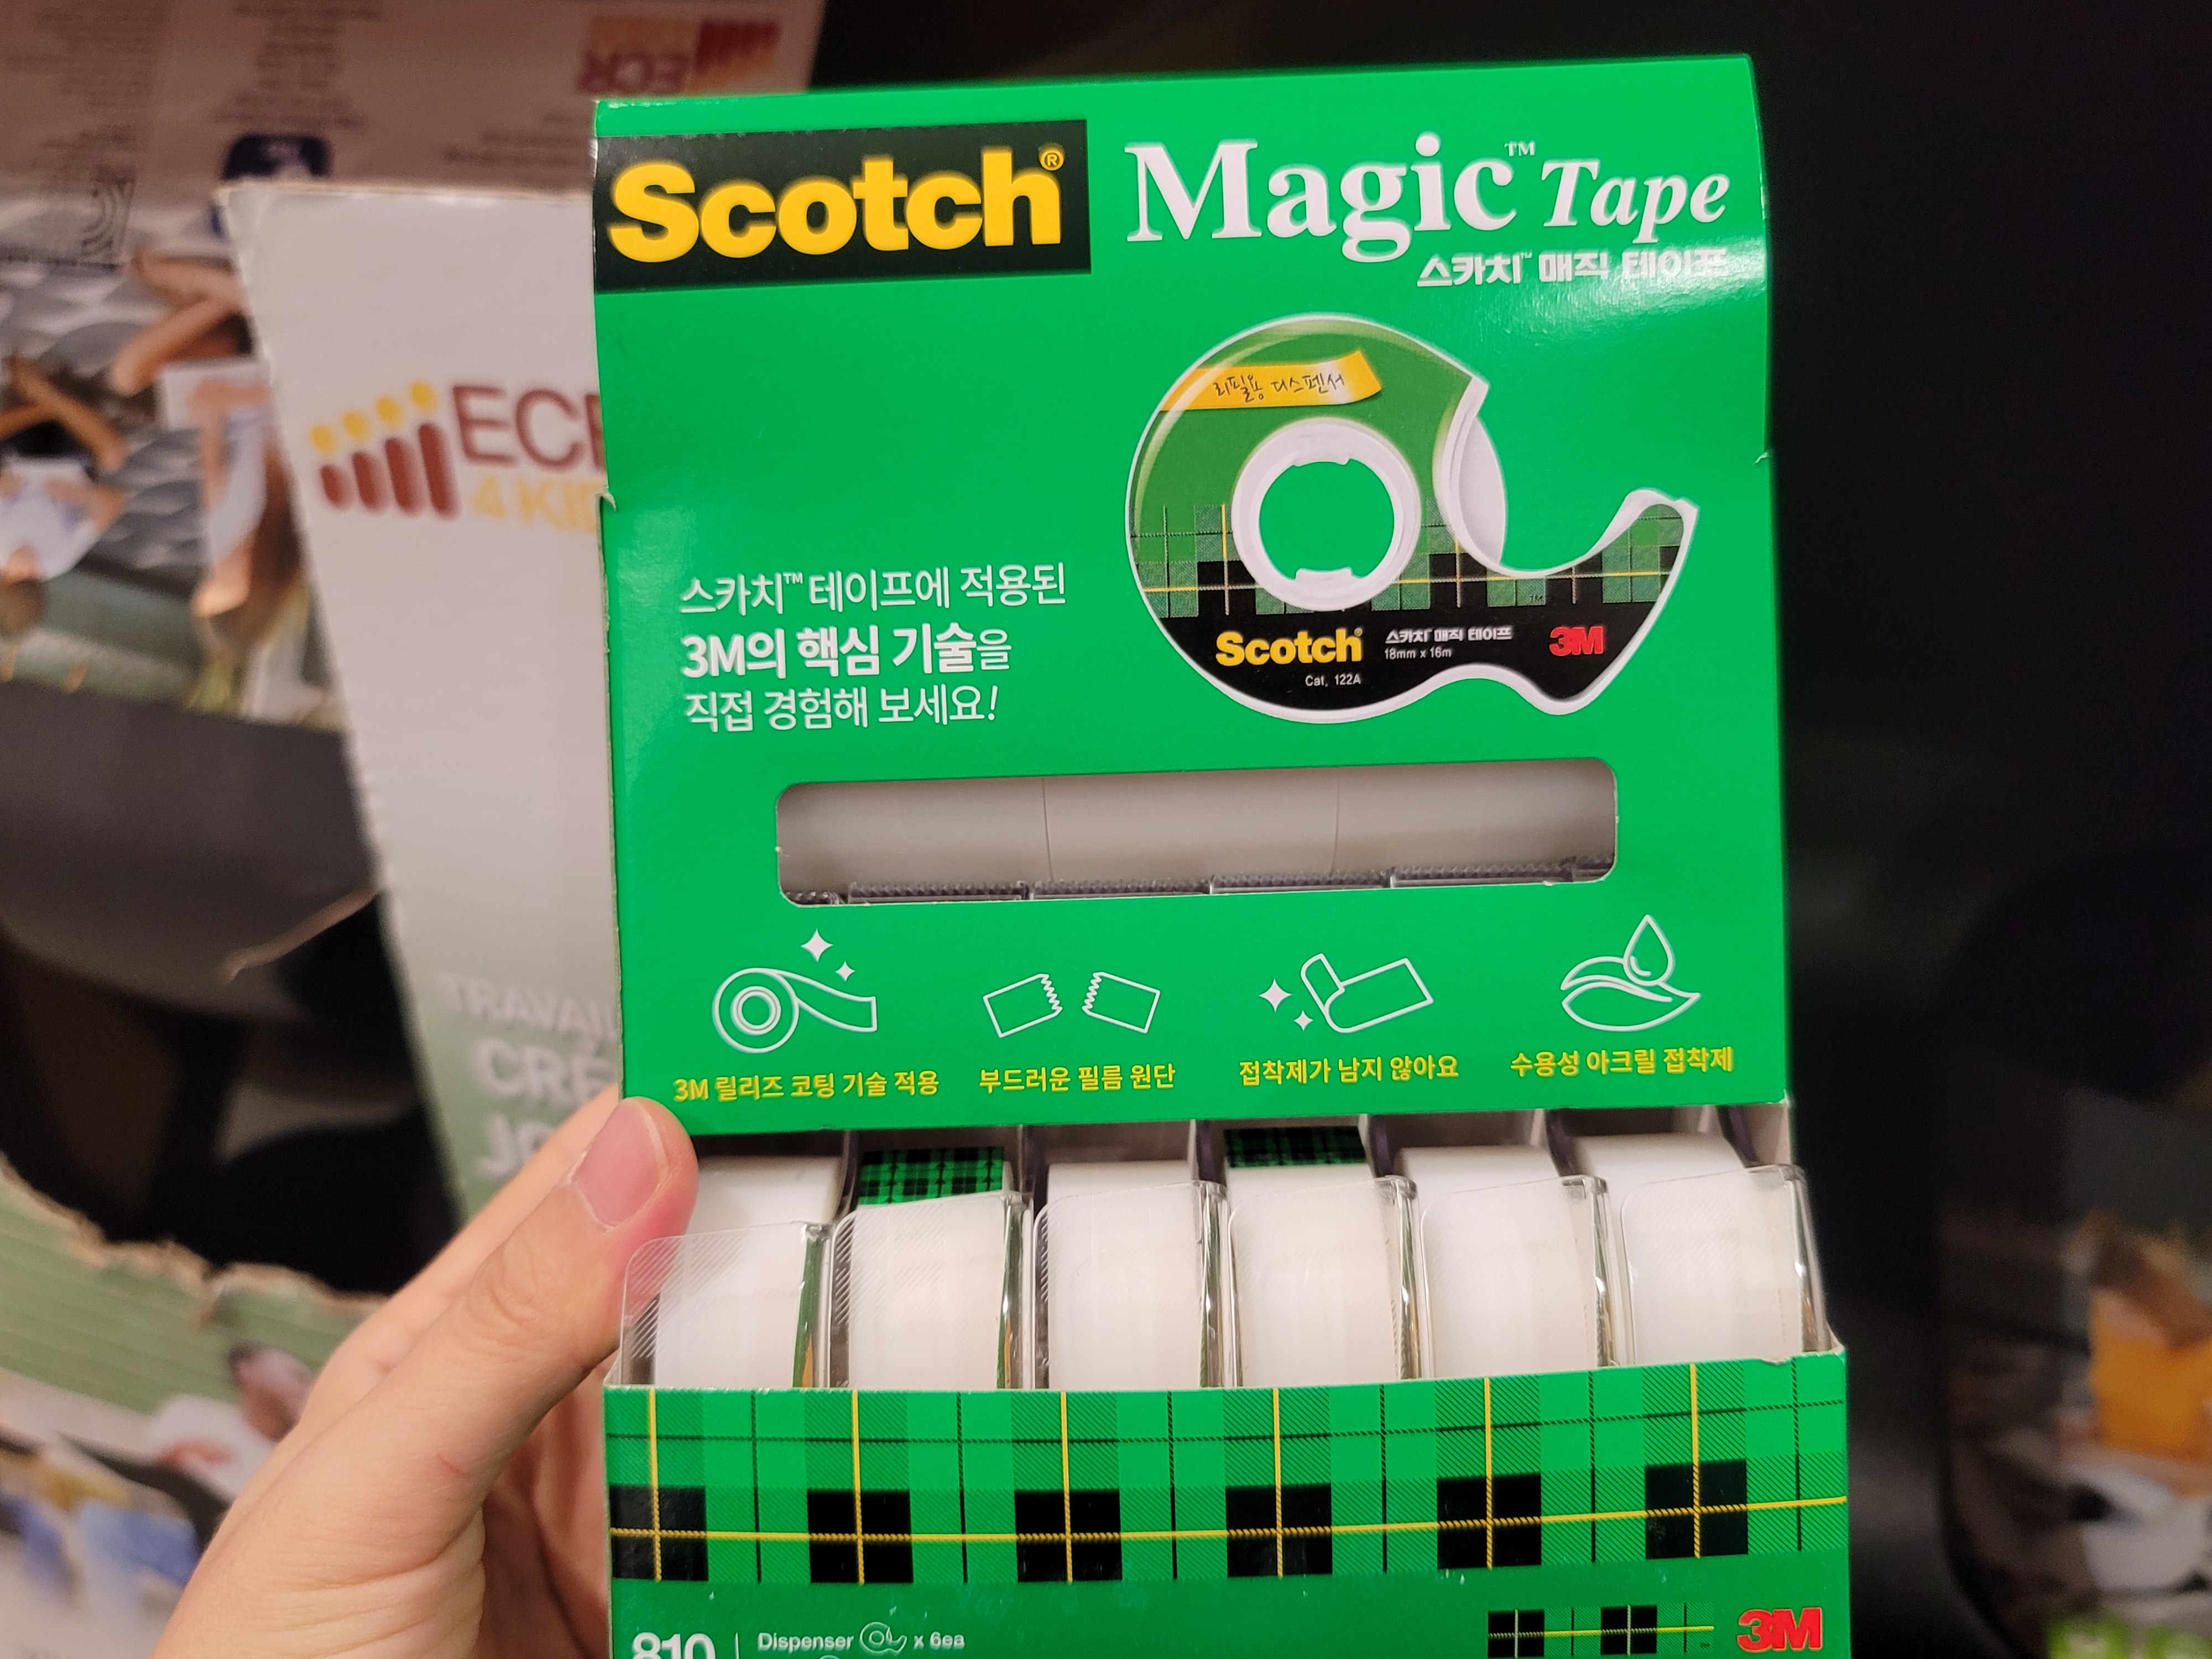 Scotch®
Magic™ Tape
스카치™ 매직 테이프
리필용 디스펜서
Scotch 스카치™ 매직 테이프 3M
18mm x 16m
Cat. 122A
스카치™ 테이프에 적용된
3M의 핵심 기술을
직접 경험해 보세요!
3M 릴리즈 코팅 기술 적용
부드러운 필름 원단
접착제가 남지 않아요
수용성 아크릴 접착제
810 | Dispenser x 6ea
3M
ECR
4 KID
ECR